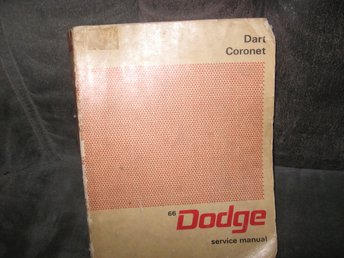 Dart
Coronet
66 Dodge
service manual